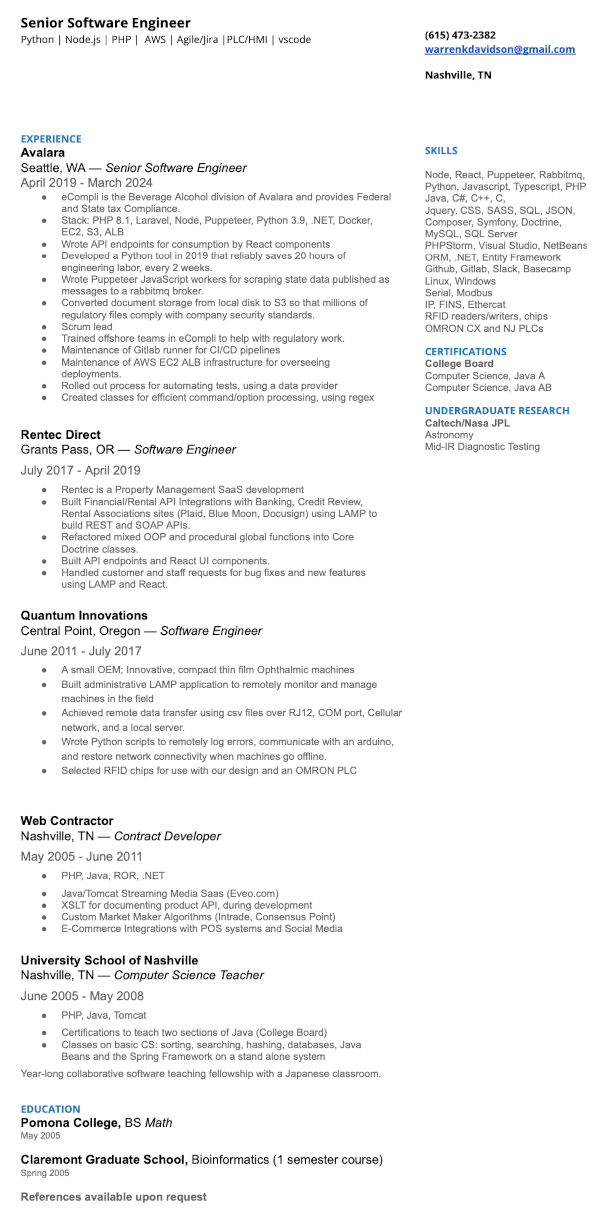 Senior Software Engineer
Python | Node.js | PHP | AWS | Agile/Jira |PLC/HMI | vscode
(615) 473-2382
warrenkdavidson@gmail.com
Nashville, TN
EXPERIENCE
Avalara
Seattle, WA — Senior Software Engineer
April 2019 - March 2024
● eCompli is the Beverage Alcohol division of Avalara and provides Federal
and State tax Compliance.
● Stack: PHP 8.1, Laravel, Node, Puppeteer, Python 3.9, .NET, Docker,
EC2, S3, ALB
● Wrote API endpoints for consumption by React components
● Developed a Python tool in 2019 that reliably saves 20 hours of
engineering labor, every 2 weeks.
● Wrote Puppeteer JavaScript workers for scraping state data published as
messages to a rabbitmq broker.
● Converted document storage from local disk to S3 so that millions of
regulatory files comply with company security standards.
● Scrum lead
● Trained offshore teams in eCompli to help with regulatory work.
● Maintenance of Gitlab runner for CI/CD pipelines
● Maintenance of AWS EC2 ALB infrastructure for overseeing
deployments.
● Rolled out process for automating tests, using a data provider
● Created classes for efficient command/option processing, using regex
Rentec Direct
Grants Pass, OR — Software Engineer
July 2017 - April 2019
● Rentec is a Property Management SaaS development
● Built Financial/Rental API Integrations with Banking, Credit Review,
Rental Associations sites (Plaid, Blue Moon, Docusign) using LAMP to
build REST and SOAP APIs.
● Refactored mixed OOP and procedural global functions into Core
Doctrine classes.
● Built API endpoints and React UI components.
● Handled customer and staff requests for bug fixes and new features
using LAMP and React.
Quantum Innovations
Central Point, Oregon — Software Engineer
June 2011 - July 2017
● A small OEM; Innovative, compact thin film Ophthalmic machines
● Built administrative LAMP application to remotely monitor and manage
machines in the field
● Achieved remote data transfer using csv files over RJ12, COM port, Cellular
network, and a local server.
● Wrote Python scripts to remotely log errors, communicate with an arduino,
and restore network connectivity when machines go offline.
● Selected RFID chips for use with our design and an OMRON PLC
Web Contractor
Nashville, TN — Contract Developer
May 2005 - June 2011
● PHP, Java, ROR, .NET
● Java/Tomcat Streaming Media Saas (Eveo.com)
● XSLT for documenting product API, during development
● Custom Market Maker Algorithms (Intrade, Consensus Point)
● E-Commerce Integrations with POS systems and Social Media
University School of Nashville
Nashville, TN — Computer Science Teacher
June 2005 - May 2008
● PHP, Java, Tomcat
● Certifications to teach two sections of Java (College Board)
● Classes on basic CS: sorting, searching, hashing, databases, Java
Beans and the Spring Framework on a stand alone system
Year-long collaborative software teaching fellowship with a Japanese classroom.
EDUCATION
Pomona College, BS Math
May 2005
Claremont Graduate School, Bioinformatics (1 semester course)
Spring 2005
References available upon request
SKILLS
Node, React, Puppeteer, Rabbitmq,
Python, Javascript, Typescript, PHP
Java, C#, C++, C,
Jquery, CSS, SASS, SQL, JSON,
Composer, Symfony, Doctrine,
MySQL, SQL Server
PHPStorm, Visual Studio, NetBeans
ORM, .NET, Entity Framework
Github, Gitlab, Slack, Basecamp
Linux, Windows
Serial, Modbus
IP, FINS, Ethercat
RFID readers/writers, chips
OMRON CX and NJ PLCs
CERTIFICATIONS
College Board
Computer Science, Java A
Computer Science, Java AB
UNDERGRADUATE RESEARCH
Caltech/Nasa JPL
Astronomy
Mid-IR Diagnostic Testing